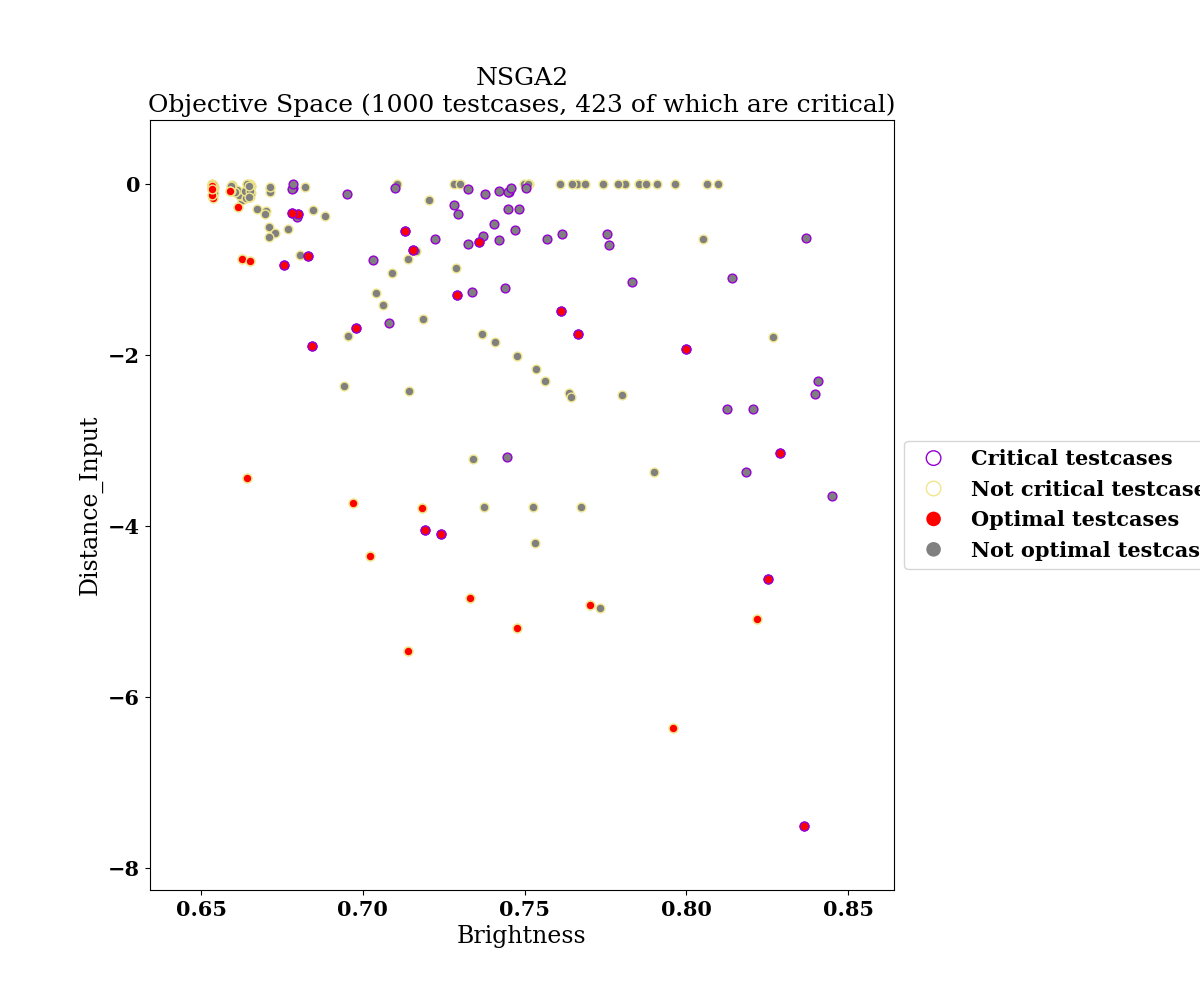 NSGA2
Objective Space (1000 testcases, 423 of which are critical)
0
−2
−4
−6
−8
Distance_Input
0.65 0.70 0.75 0.80 0.85
Brightness
Critical testcases
Not critical testcase
Optimal testcases
Not optimal testcas